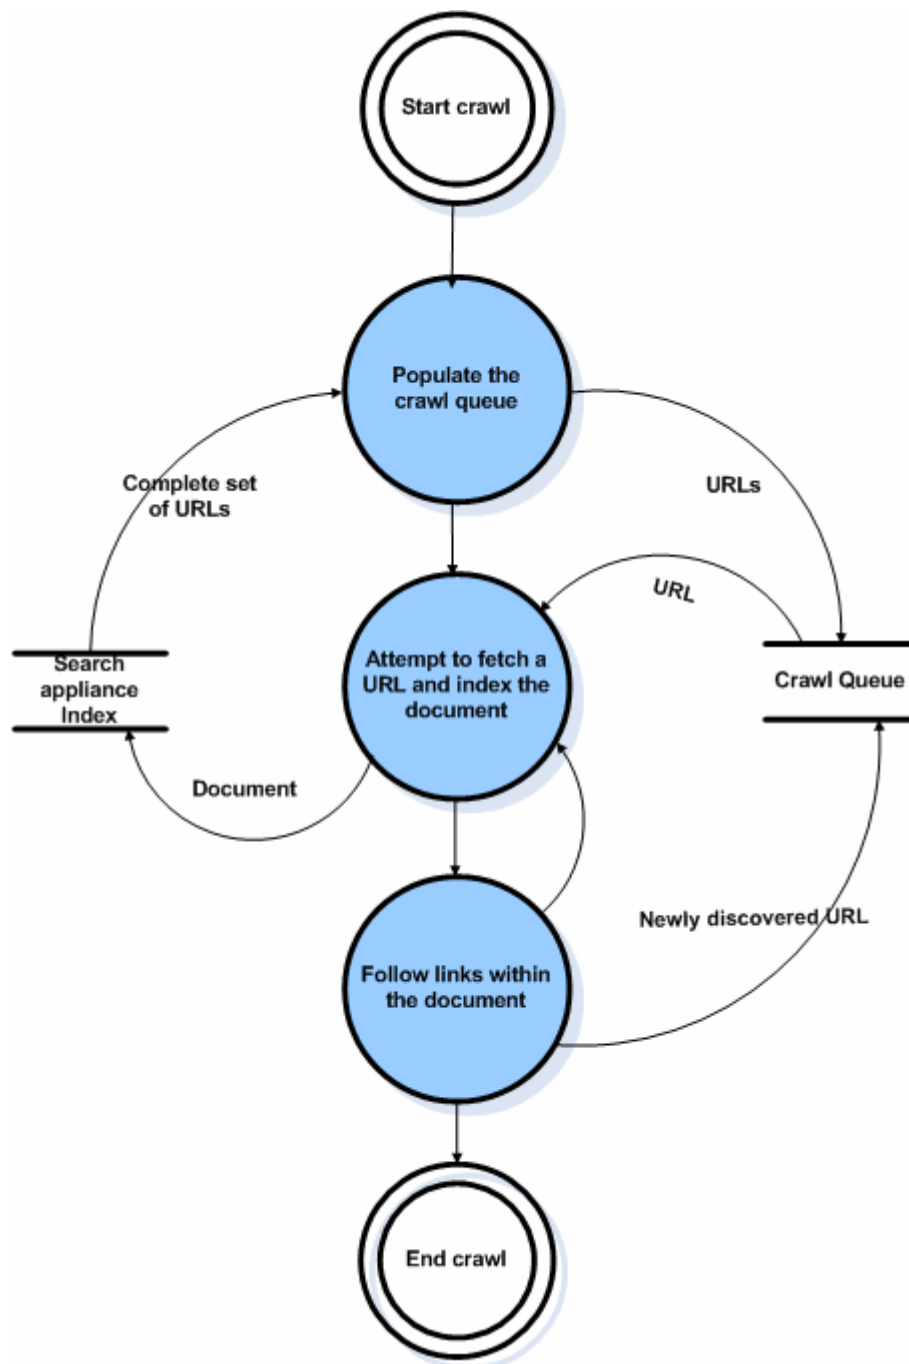 Start crawl
Populate the
crawl queue
Complete set
of URLs
URLs
URL
Search
appliance
Index
Attempt to fetch a
URL and index the
document
Crawl Queue
Document
Newly discovered URL
Follow links within
the document
End crawl